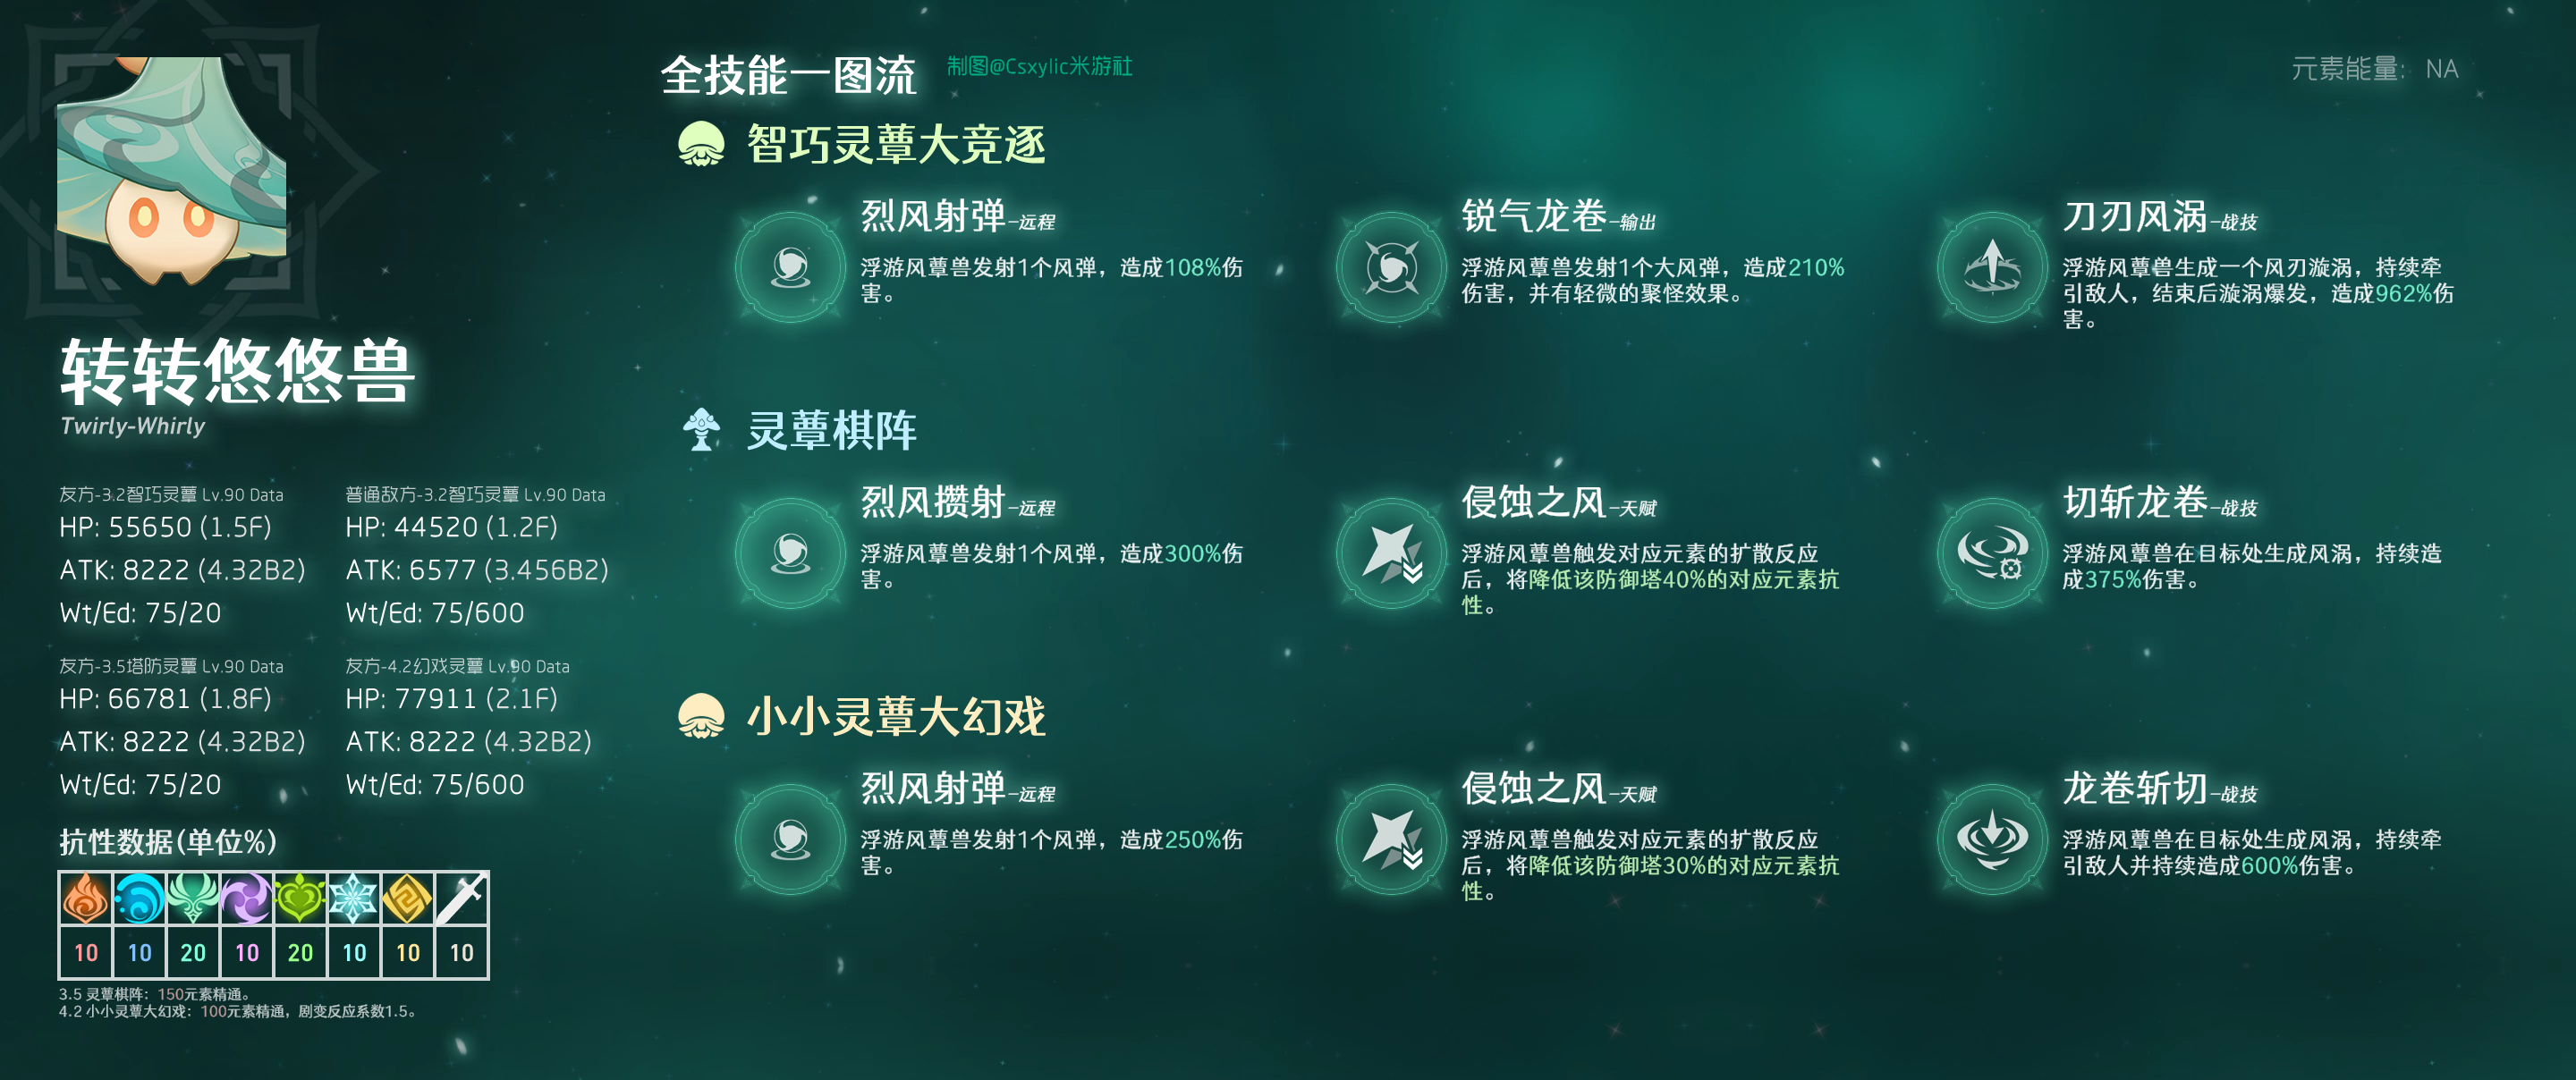 全技能一图流
制图@Csxylic米游社
元素能量: NA
转转悠悠兽
Twirly-Whirly
友方-3.2智巧灵蕈 Lv.90 Data
HP: 55650 (1.5F)
ATK: 8222 (4.32B2)
Wt/Ed: 75/20
普通敌方-3.2智巧灵蕈 Lv.90 Data
HP: 44520 (1.2F)
ATK: 6577 (3.456B2)
Wt/Ed: 75/600
友方-3.5塔防灵蕈 Lv.90 Data
HP: 66781 (1.8F)
ATK: 8222 (4.32B2)
Wt/Ed: 75/20
友方-4.2幻戏灵蕈 Lv.90 Data
HP: 77911 (2.1F)
ATK: 8222 (4.32B2)
Wt/Ed: 75/600
抗性数据(单位%)
10 10 20 10 20 10 10 10
3.5 灵蕈棋阵：150元素精通。
4.2 小小灵蕈大幻戏：100元素精通，剧变反应系数1.5。
智巧灵蕈大竞逐
烈风射弹-远程
浮游风蕈兽发射1个风弹，造成108%伤
害。
锐气龙卷-输出
浮游风蕈兽发射1个大风弹，造成210%
伤害，并有轻微的聚怪效果。
刀刃风涡-战技
浮游风蕈兽生成一个风刃漩涡，持续牵
引敌人，结束后漩涡爆发，造成962%伤
害。
灵蕈棋阵
烈风攒射-远程
浮游风蕈兽发射1个风弹，造成300%伤
害。
侵蚀之风-天赋
浮游风蕈兽触发对应元素的扩散反应
后，将降低该防御塔40%的对应元素抗
性。
切斩龙卷-战技
浮游风蕈兽在目标处生成风涡，持续造
成375%伤害。
小小灵蕈大幻戏
烈风射弹-远程
浮游风蕈兽发射1个风弹，造成250%伤
害。
侵蚀之风-天赋
浮游风蕈兽触发对应元素的扩散反应
后，将降低该防御塔30%的对应元素抗
性。
龙卷斩切-战技
浮游风蕈兽在目标处生成风涡，持续牵
引敌人并持续造成600%伤害。